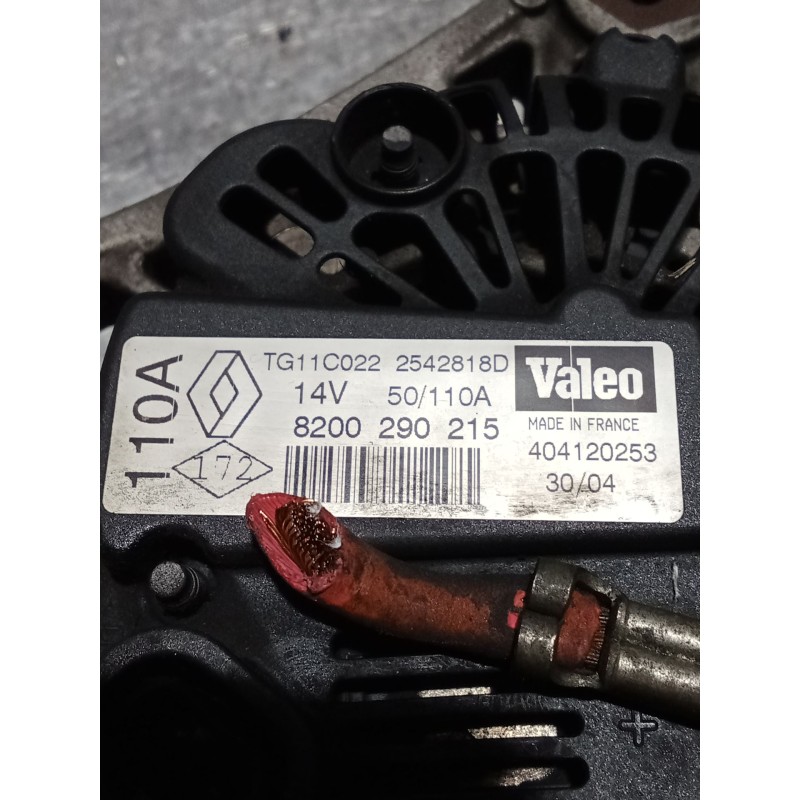 110A
TG11C022 2542818D
14V 50/110A
8200 290 215
172
Valeo
MADE IN FRANCE
404120253
30/04